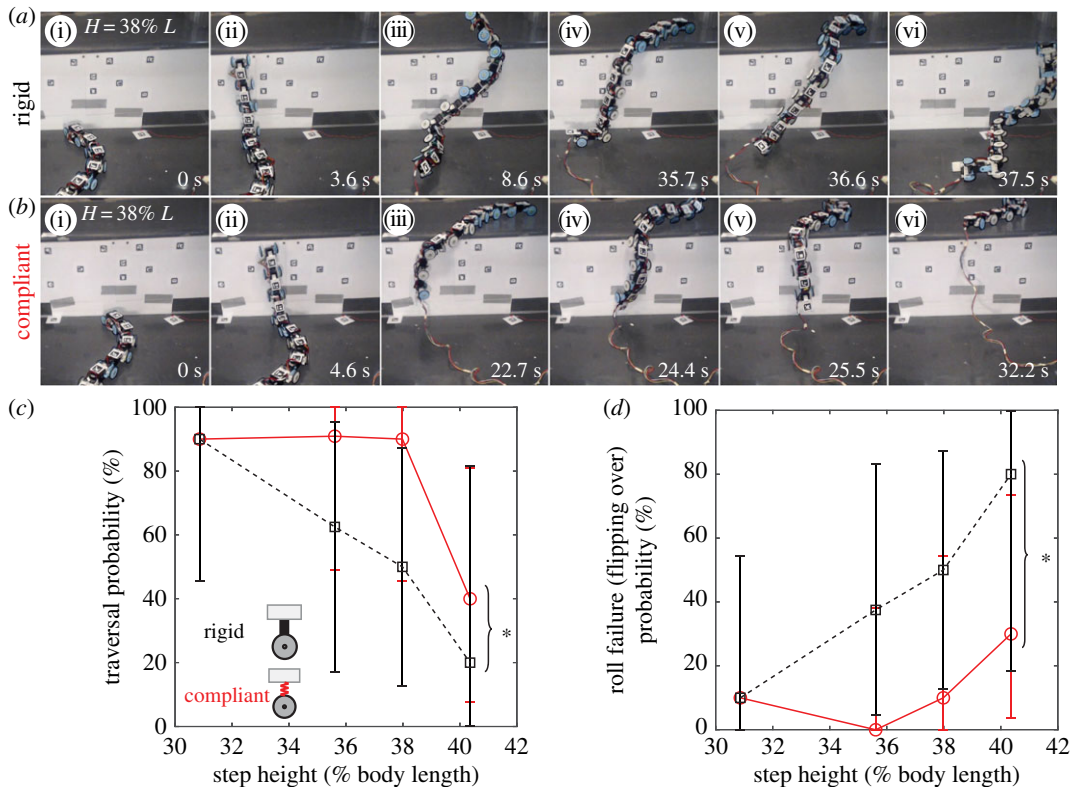 (a)
rigid
(i) H = 38% L
0 s
(ii)
3.6 s
(iii)
8.6 s
(iv)
35.7 s
(v)
36.6 s
(vi)
37.5 s
(b)
compliant
(i) H = 38% L
0 s
(ii)
4.6 s
(iii)
22.7 s
(iv)
24.4 s
(v)
25.5 s
(vi)
32.2 s
(c)
traversal probability (%)
100
80
60
40
20
0
rigid
compliant
*
30 32 34 36 38 40 42
step height (% body length)
(d)
roll failure (flipping over)
probability (%)
100
80
60
40
20
0
*
30 32 34 36 38 40 42
step height (% body length)